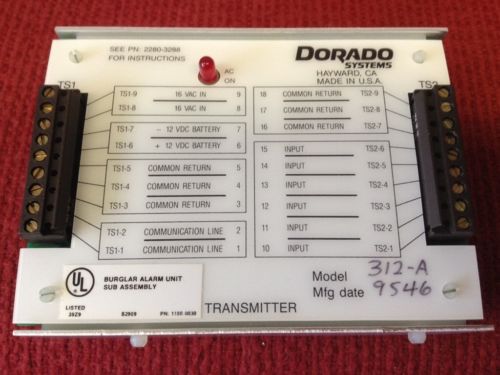 SEE PN: 2280-3298
FOR INSTRUCTIONS
AC
ON
DORADO
SYSTEMS
HAYWARD, CA
MADE IN U.S.A.
TS1
TS2
TS1-9 16 VAC IN 9
TS1-8 16 VAC IN 8
TS1-7 – 12 VDC BATTERY 7
TS1-6 + 12 VDC BATTERY 6
TS1-5 COMMON RETURN 5
TS1-4 COMMON RETURN 4
TS1-3 COMMON RETURN 3
TS1-2 COMMUNICATION LINE 2
TS1-1 COMMUNICATION LINE 1
18 COMMON RETURN TS2-9
17 COMMON RETURN TS2-8
16 COMMON RETURN TS2-7
15 INPUT TS2-6
14 INPUT TS2-5
13 INPUT TS2-4
12 INPUT TS2-3
11 INPUT TS2-2
10 INPUT TS2-1
UL
BURGLAR ALARM UNIT
SUB ASSEMBLY
LISTED
39Z9 S2909 PN: 1150-0030
TRANSMITTER
Model 312-A
Mfg date 9546